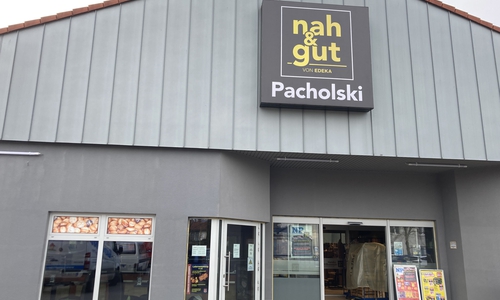 nah
&
gut
VON EDEKA
Pacholski